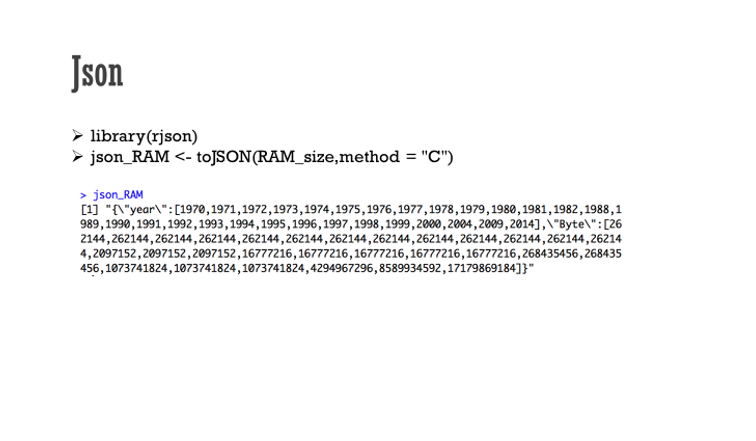 Json
➢ library(rjson)
➢ json_RAM <- toJSON(RAM_size,method = "C")
> json_RAM
[1] "{\"year\":[1970,1971,1972,1973,1974,1975,1976,1977,1978,1979,1980,1981,1982,1988,1
989,1990,1991,1992,1993,1994,1995,1996,1997,1998,1999,2000,2004,2009,2014],\"Byte\":[26
2144,262144,262144,262144,262144,262144,262144,262144,262144,262144,262144,262144,26214
4,2097152,2097152,2097152,16777216,16777216,16777216,16777216,16777216,268435456,268435
456,1073741824,1073741824,1073741824,4294967296,8589934592,17179869184]}"